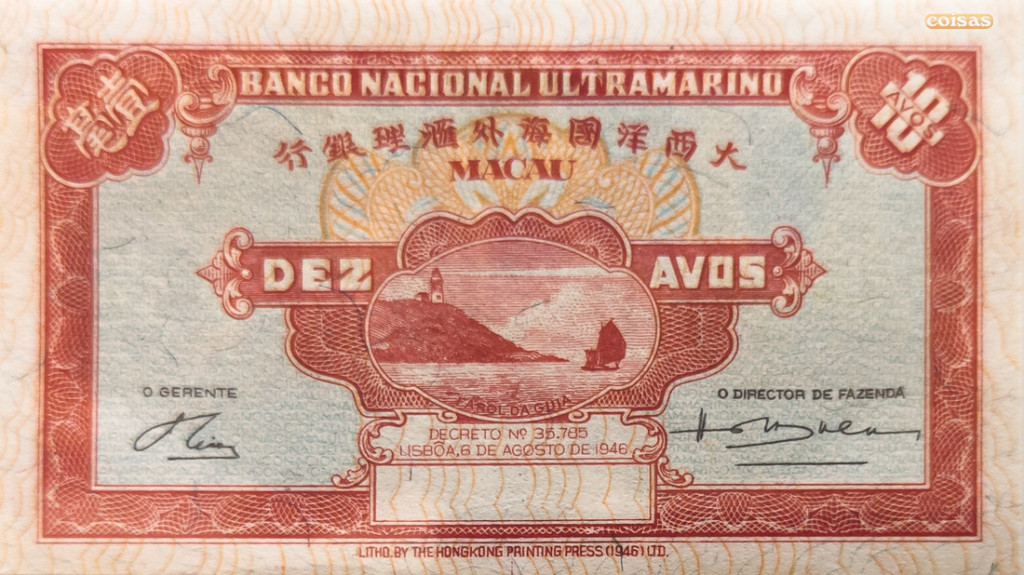 coisas
壹毫
BANCO NACIONAL ULTRAMARINO
10
AVOS
10
大西洋國海外滙理銀行
MACAU
DEZ AVOS
FAROL DA GUIA
O GERENTE
O DIRECTOR DE FAZENDA
DECRETO Nº 35.785
LISBÔA, 6 DE AGOSTO DE 1946
LITHO. BY THE HONGKONG PRINTING PRESS (1946) LTD.